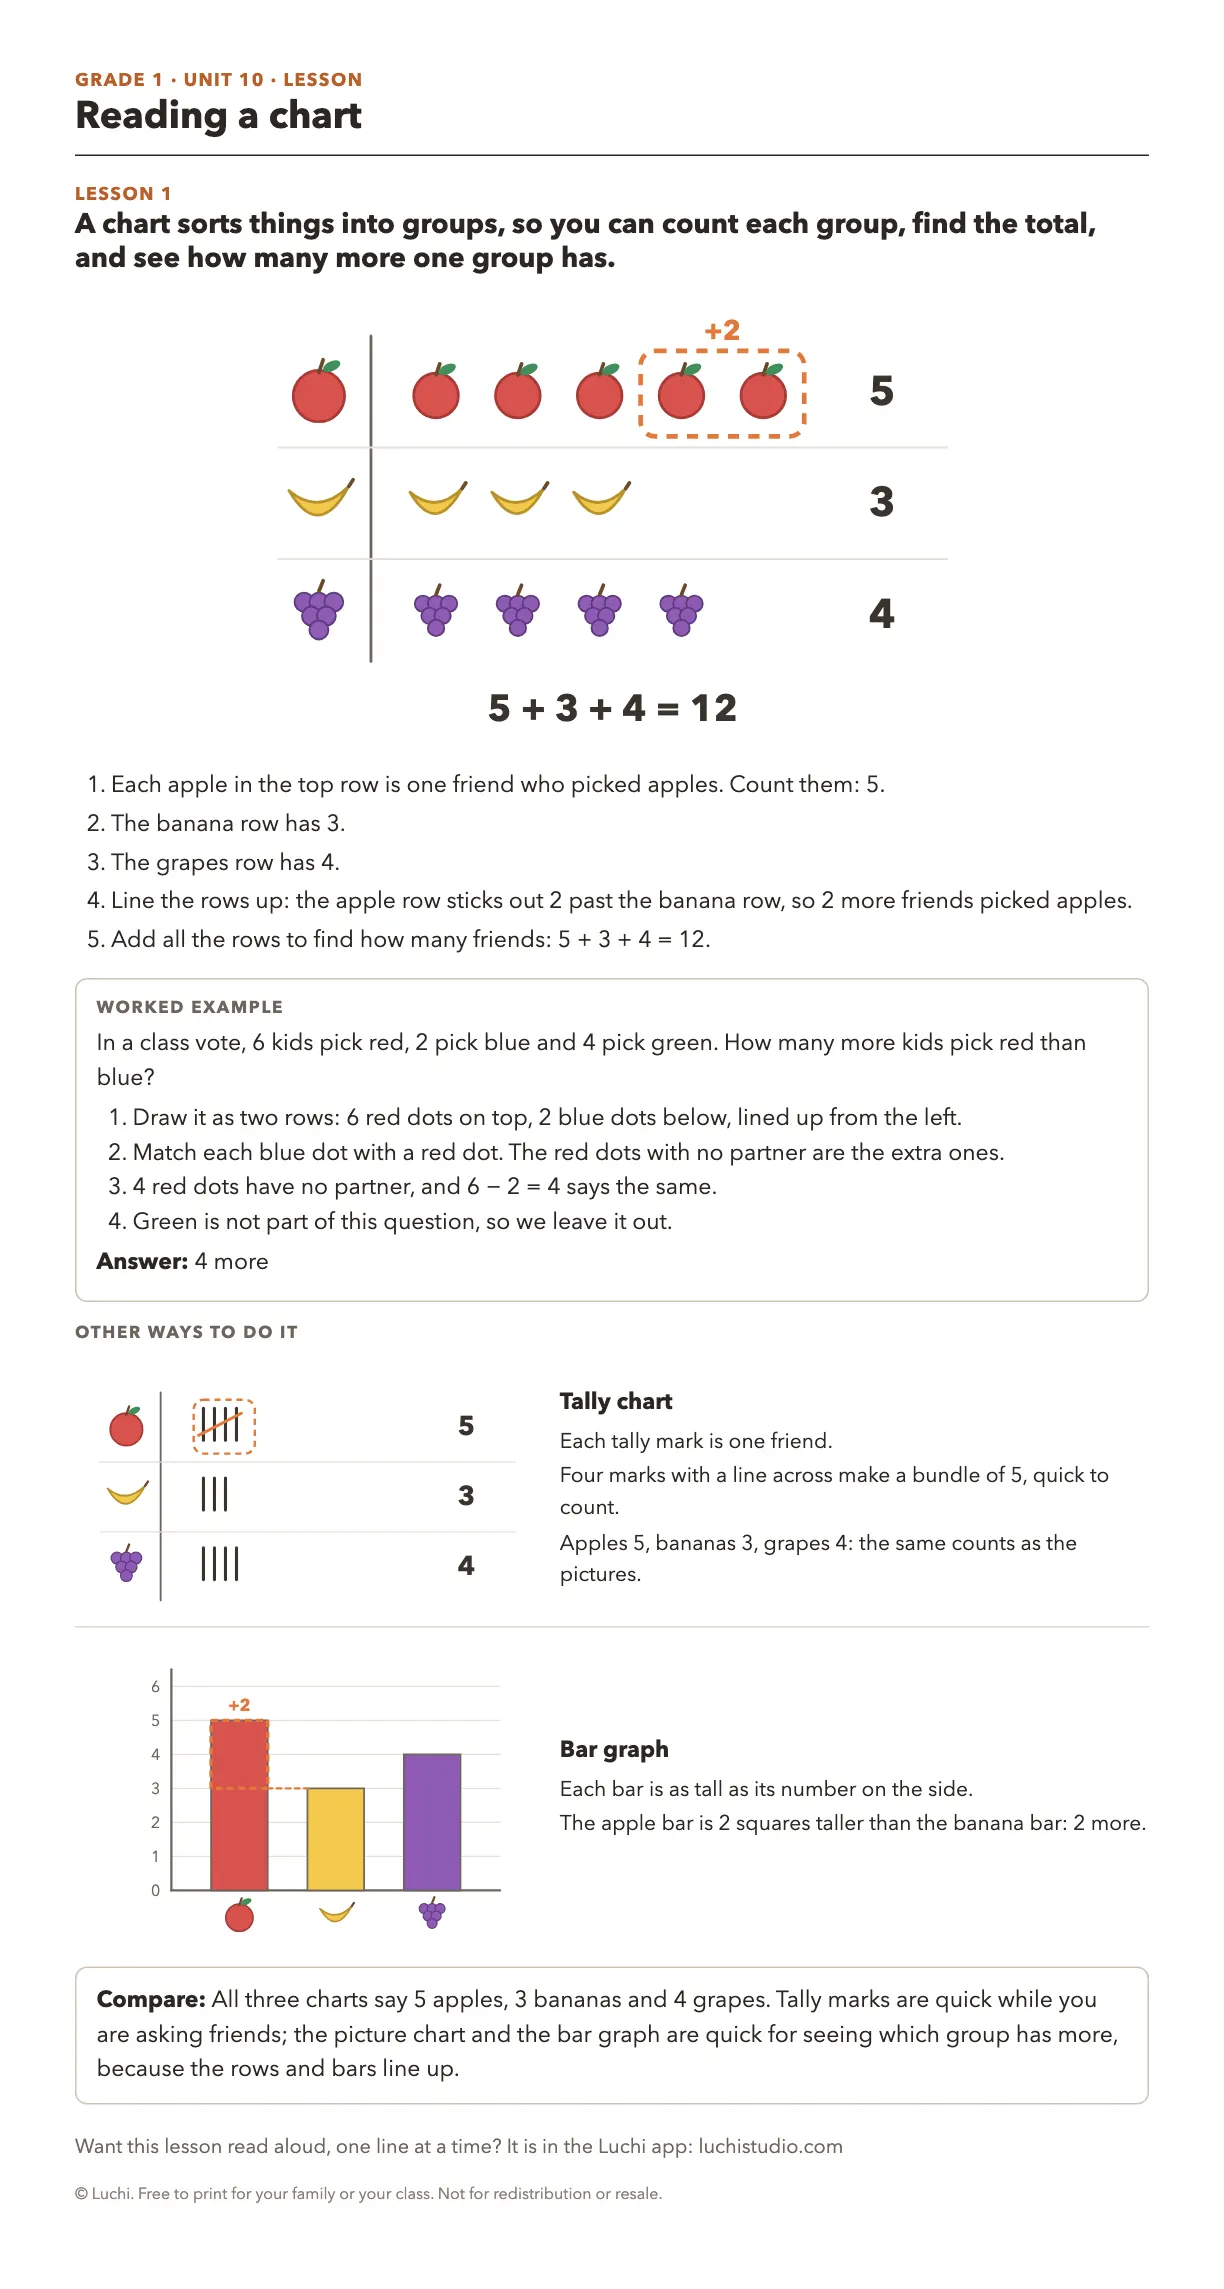 GRADE 1 · UNIT 10 · LESSON
Reading a chart
LESSON 1
A chart sorts things into groups, so you can count each group, find the total,
and see how many more one group has.
+2
5
3
4
5 + 3 + 4 = 12
1. Each apple in the top row is one friend who picked apples. Count them: 5.
2. The banana row has 3.
3. The grapes row has 4.
4. Line the rows up: the apple row sticks out 2 past the banana row, so 2 more friends picked apples.
5. Add all the rows to find how many friends: 5 + 3 + 4 = 12.
WORKED EXAMPLE
In a class vote, 6 kids pick red, 2 pick blue and 4 pick green. How many more kids pick red than
blue?
1. Draw it as two rows: 6 red dots on top, 2 blue dots below, lined up from the left.
2. Match each blue dot with a red dot. The red dots with no partner are the extra ones.
3. 4 red dots have no partner, and 6 − 2 = 4 says the same.
4. Green is not part of this question, so we leave it out.
Answer: 4 more
OTHER WAYS TO DO IT
5
3
4
Tally chart
Each tally mark is one friend.
Four marks with a line across make a bundle of 5, quick to
count.
Apples 5, bananas 3, grapes 4: the same counts as the
pictures.
6
+2
5
4
3
2
1
0
Bar graph
Each bar is as tall as its number on the side.
The apple bar is 2 squares taller than the banana bar: 2 more.
Compare: All three charts say 5 apples, 3 bananas and 4 grapes. Tally marks are quick while you
are asking friends; the picture chart and the bar graph are quick for seeing which group has more,
because the rows and bars line up.
Want this lesson read aloud, one line at a time? It is in the Luchi app: luchistudio.com
© Luchi. Free to print for your family or your class. Not for redistribution or resale.